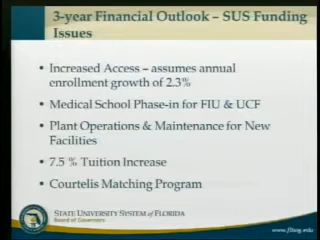 3-year Financial Outlook – SUS Funding
Issues
• Increased Access – assumes annual
enrollment growth of 2.3%
• Medical School Phase-in for FIU & UCF
• Plant Operations & Maintenance for New
Facilities
• 7.5 % Tuition Increase
• Courtelis Matching Program
STATE UNIVERSITY SYSTEM of FLORIDA
Board of Governors
www.flbog.edu